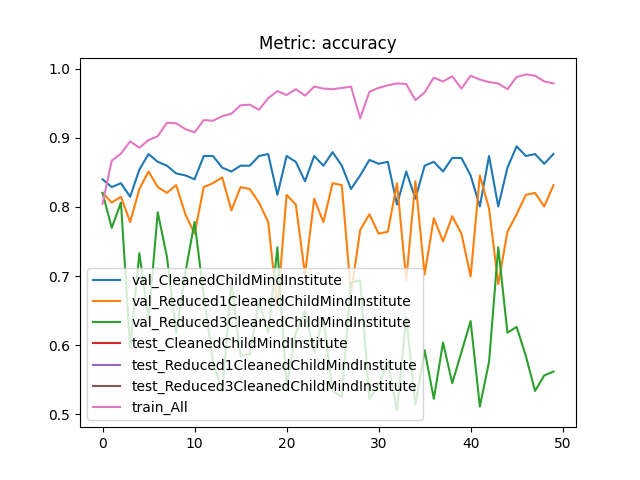 Metric: accuracy
1.0
0.9
0.8
0.7
0.6
0.5
val_CleanedChildMindInstitute
val_Reduced1CleanedChildMindInstitute
val_Reduced3CleanedChildMindInstitute
test_CleanedChildMindInstitute
test_Reduced1CleanedChildMindInstitute
test_Reduced3CleanedChildMindInstitute
train_All
0 10 20 30 40 50